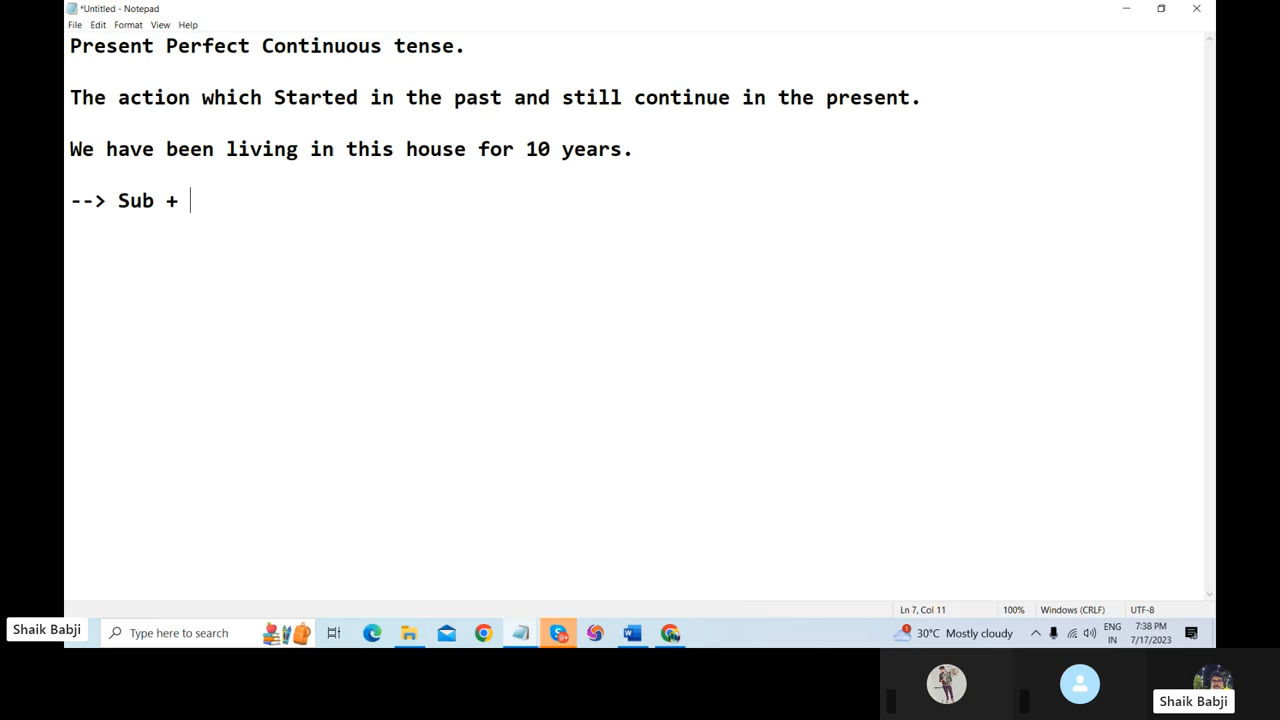 *Untitled - Notepad
File Edit Format View Help
Present Perfect Continuous tense.
The action which Started in the past and still continue in the present.
We have been living in this house for 10 years.
--> Sub +
Ln 7, Col 11 100% Windows (CRLF) UTF-8
Shaik Babji
Type here to search
9+
1
30°C Mostly cloudy
ENG
IN
7:38 PM
7/17/2023
Shaik Babji